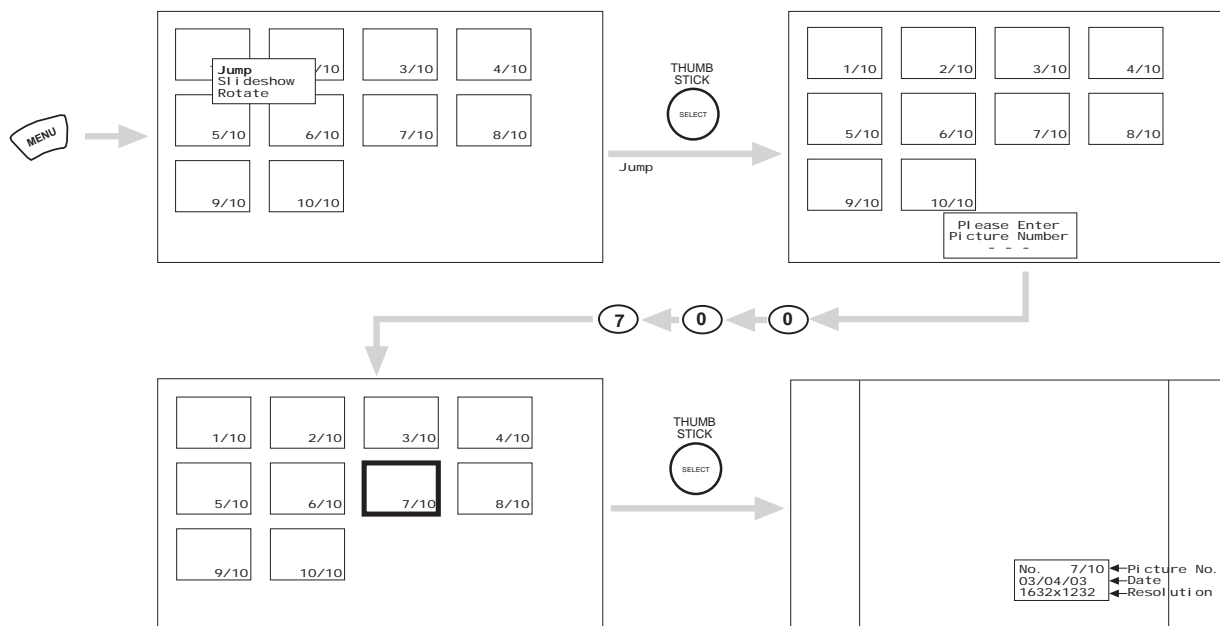 MENU
/10
3/10
4/10
Jump
Slideshow
Rotate
5/10
6/10
7/10
8/10
9/10
10/10
THUMB
STICK
SELECT
Jump
1/10
2/10
3/10
4/10
5/10
6/10
7/10
8/10
9/10
10/10
Please Enter
Picture Number
- - -
7 0 0
1/10
2/10
3/10
4/10
5/10
6/10
7/10
8/10
9/10
10/10
THUMB
STICK
SELECT
No. 7/10 Picture No.
03/04/03 Date
1632x1232 Resolution